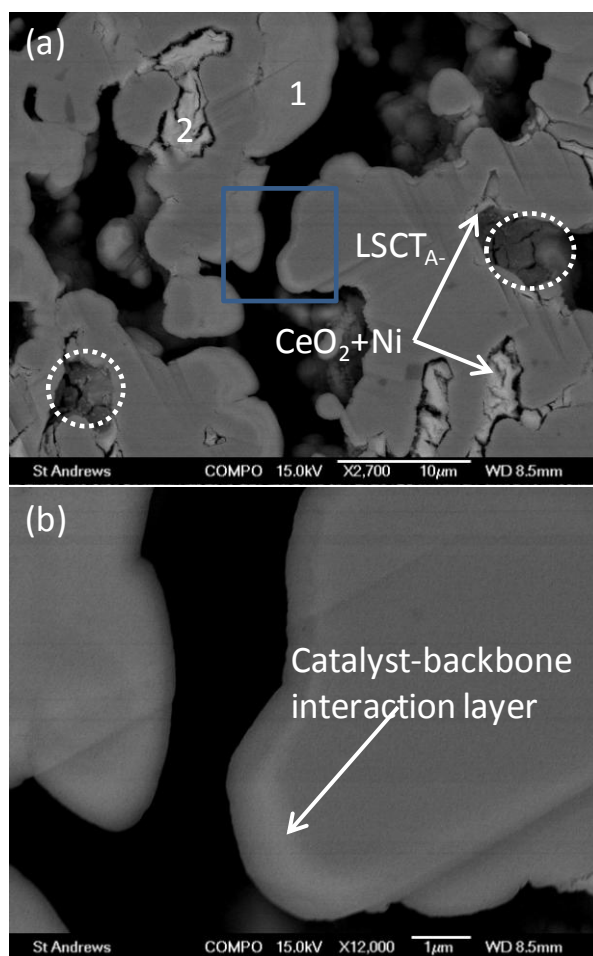 (a)
1
2
LSCT_A-
CeO₂+Ni
St Andrews COMPO 15.0kV X2,700 10μm WD 8.5mm
(b)
Catalyst-backbone
interaction layer
St Andrews COMPO 15.0kV X12,000 1μm WD 8.5mm